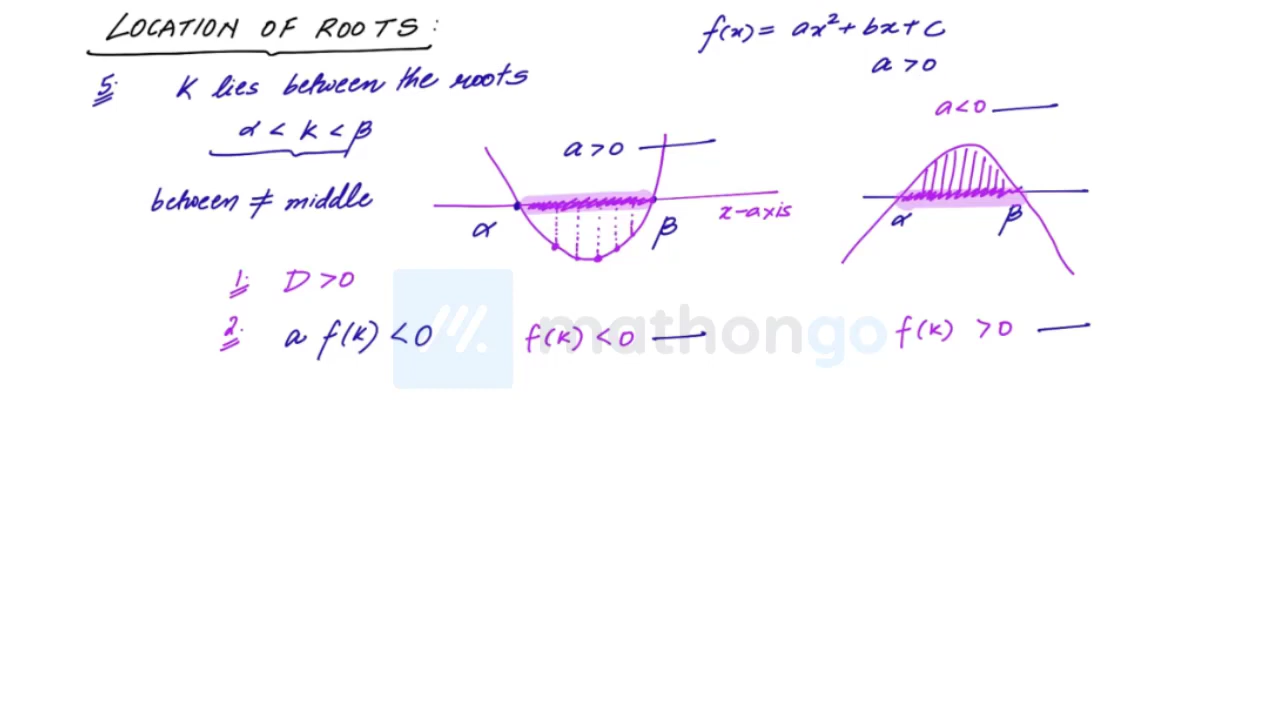 LOCATION OF ROOTS :
f(x) = ax² + bx + c
a > 0
5. K lies between the roots
α < K < β
a < 0
a > 0
between ≠ middle
x-axis
α β
α β
1. D > 0
2. a f(K) < 0
f(K) < 0
f(K) > 0
mathongo